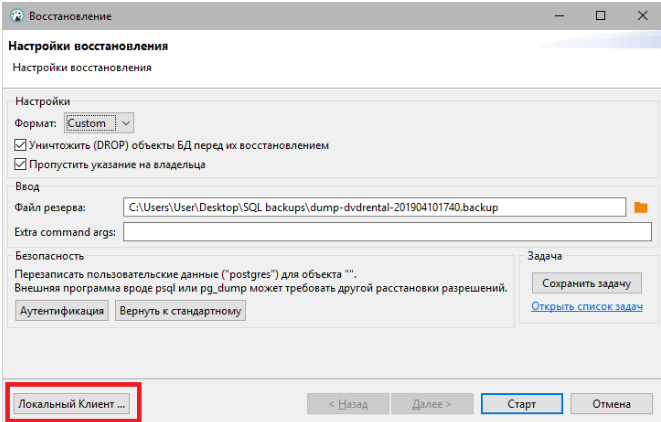 Восстановление
Настройки восстановления
Настройки восстановления
Настройки
Формат: Custom
Уничтожить (DROP) объекты БД перед их восстановлением
Пропустить указание на владельца
Ввод
Файл резерва: C:\Users\User\Desktop\SQL backups\dump-dvdrental-201904101740.backup
Extra command args:
Безопасность
Перезаписать пользовательские данные ("postgres") для объекта "".
Внешняя программа вроде psql или pg_dump может требовать другой расстановки разрешений.
Аутентификация Вернуть к стандартному
Задача
Сохранить задачу
Открыть список задач
Локальный Клиент ... < Назад Далее > Старт Отмена